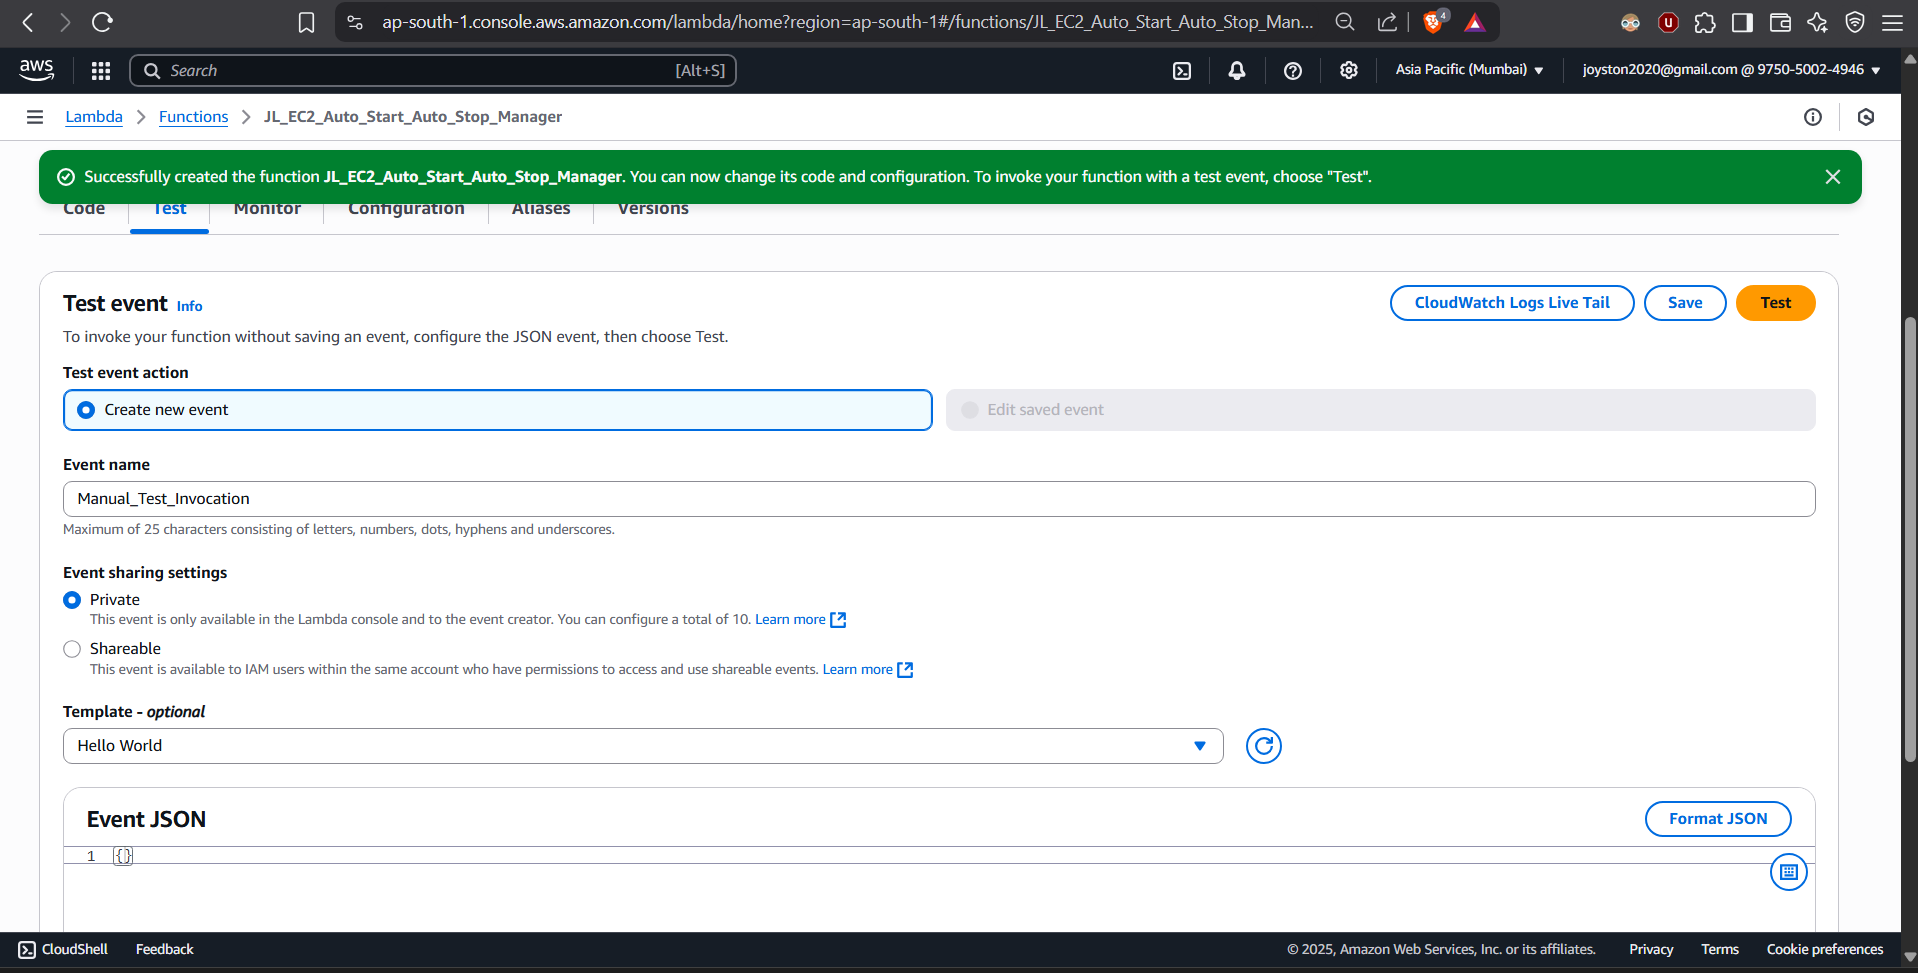 ap-south-1.console.aws.amazon.com/lambda/home?region=ap-south-1#/functions/JL_EC2_Auto_Start_Auto_Stop_Man...
4
U
aws
Search
[Alt+S]
Asia Pacific (Mumbai)
joyston2020@gmail.com @ 9750-5002-4946
Lambda
Functions
JL_EC2_Auto_Start_Auto_Stop_Manager
Successfully created the function JL_EC2_Auto_Start_Auto_Stop_Manager. You can now change its code and configuration. To invoke your function with a test event, choose "Test".
Code
Test
Monitor
Configuration
Aliases
Versions
Test event Info
CloudWatch Logs Live Tail
Save
Test
To invoke your function without saving an event, configure the JSON event, then choose Test.
Test event action
Create new event
Edit saved event
Event name
Manual_Test_Invocation
Maximum of 25 characters consisting of letters, numbers, dots, hyphens and underscores.
Event sharing settings
Private
This event is only available in the Lambda console and to the event creator. You can configure a total of 10. Learn more
Shareable
This event is available to IAM users within the same account who have permissions to access and use shareable events. Learn more
Template - optional
Hello World
Event JSON
Format JSON
1 {}
CloudShell
Feedback
© 2025, Amazon Web Services, Inc. or its affiliates.
Privacy
Terms
Cookie preferences